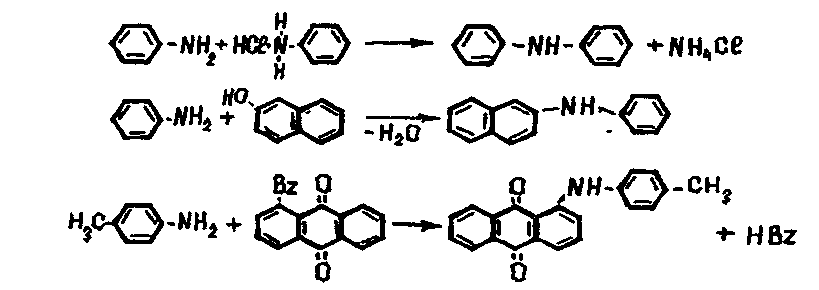 NH₂ + HCl · NH H + NH₄Cl
NH₂ + HO -H₂O NH
H₃C NH₂ + Bz O O O O NH CH₃ + HBz